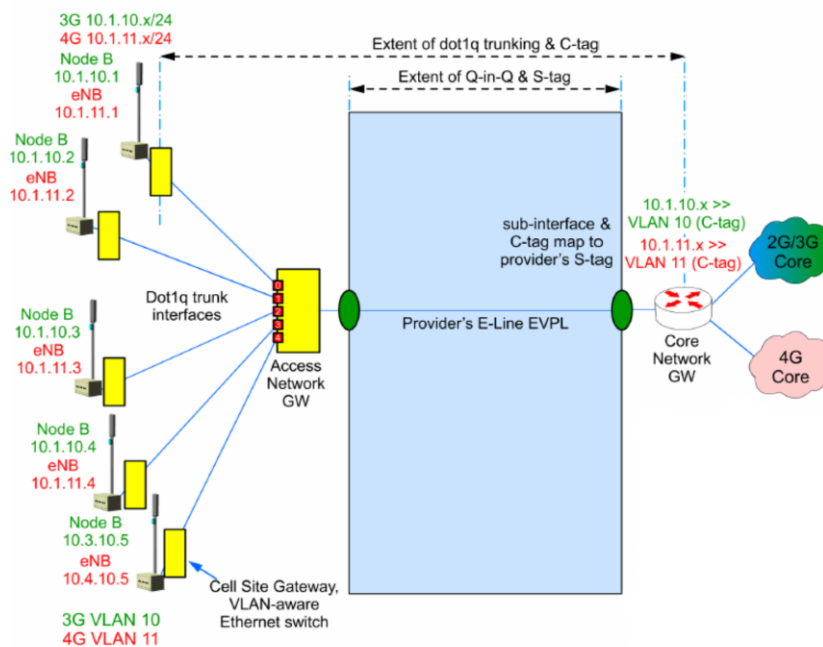 3G 10.1.10.x/24
4G 10.1.11.x/24
Node B
10.1.10.1
eNB
10.1.11.1
Node B
10.1.10.2
eNB
10.1.11.2
Node B
10.1.10.3
eNB
10.1.11.3
Node B
10.1.10.4
eNB
10.1.11.4
Node B
10.3.10.5
eNB
10.4.10.5
3G VLAN 10
4G VLAN 11
Dot1q trunk
interfaces
0
1
2
3
4
Access
Network
GW
Cell Site Gateway,
VLAN-aware
Ethernet switch
Extent of dot1q trunking & C-tag
Extent of Q-in-Q & S-tag
sub-interface &
C-tag map to
provider's S-tag
Provider's E-Line EVPL
10.1.10.x >>
VLAN 10 (C-tag)
10.1.11.x >>
VLAN 11 (C-tag)
Core
Network
GW
2G/3G
Core
4G
Core